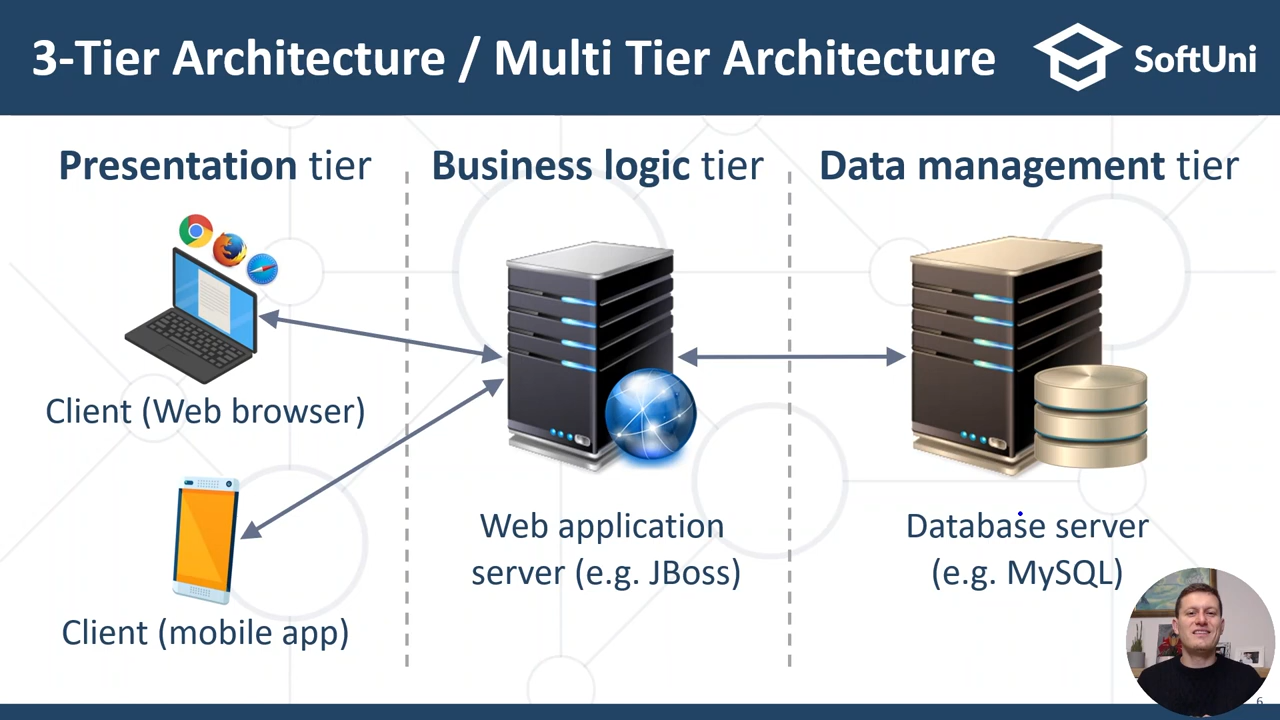 3-Tier Architecture / Multi Tier Architecture
SoftUni
Presentation tier
Business logic tier
Data management tier
Client (Web browser)
Client (mobile app)
Web application
server (e.g. JBoss)
Database server
(e.g. MySQL)
6